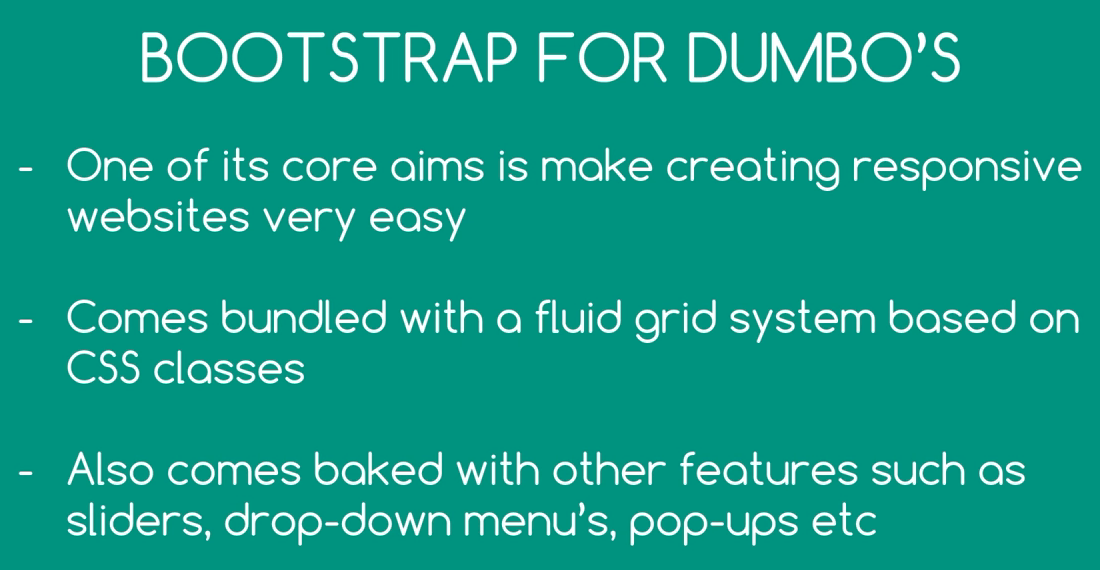 BOOTSTRAP FOR DUMBO’S
- One of its core aims is make creating responsive
websites very easy
- Comes bundled with a fluid grid system based on
CSS classes
- Also comes baked with other features such as
sliders, drop-down menu’s, pop-ups etc